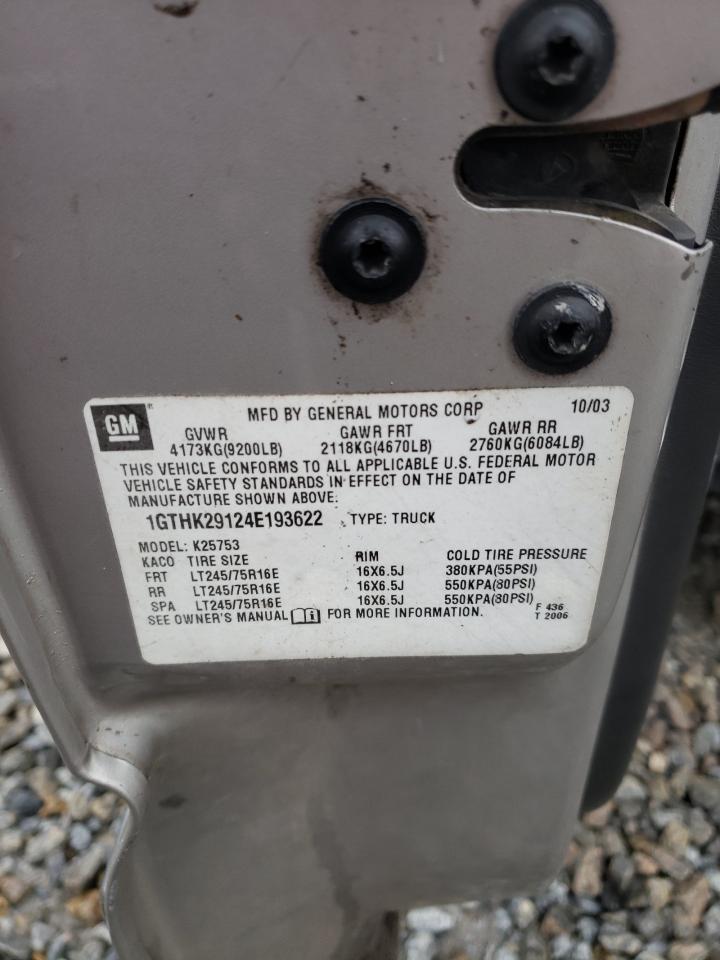 GM
MFD BY GENERAL MOTORS CORP 10/03
GVWR GAWR FRT GAWR RR
4173KG(9200LB) 2118KG(4670LB) 2760KG(6084LB)
THIS VEHICLE CONFORMS TO ALL APPLICABLE U.S. FEDERAL MOTOR
VEHICLE SAFETY STANDARDS IN EFFECT ON THE DATE OF
MANUFACTURE SHOWN ABOVE.
1GTHK29124E193622 TYPE: TRUCK
MODEL: K25753
KACO TIRE SIZE RIM COLD TIRE PRESSURE
FRT LT245/75R16E 16X6.5J 380KPA(55PSI)
RR LT245/75R16E 16X6.5J 550KPA(80PSI)
SPA LT245/75R16E 16X6.5J 550KPA(80PSI)
SEE OWNER'S MANUAL FOR MORE INFORMATION.
F 436
T 2006